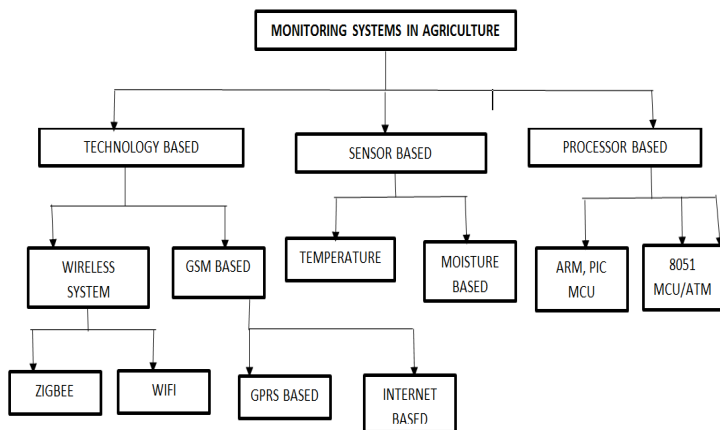 MONITORING SYSTEMS IN AGRICULTURE
TECHNOLOGY BASED
SENSOR BASED
PROCESSOR BASED
WIRELESS
SYSTEM
GSM BASED
TEMPERATURE
MOISTURE
BASED
ARM, PIC
MCU
8051
MCU/ATM
ZIGBEE
WIFI
GPRS BASED
INTERNET
BASED